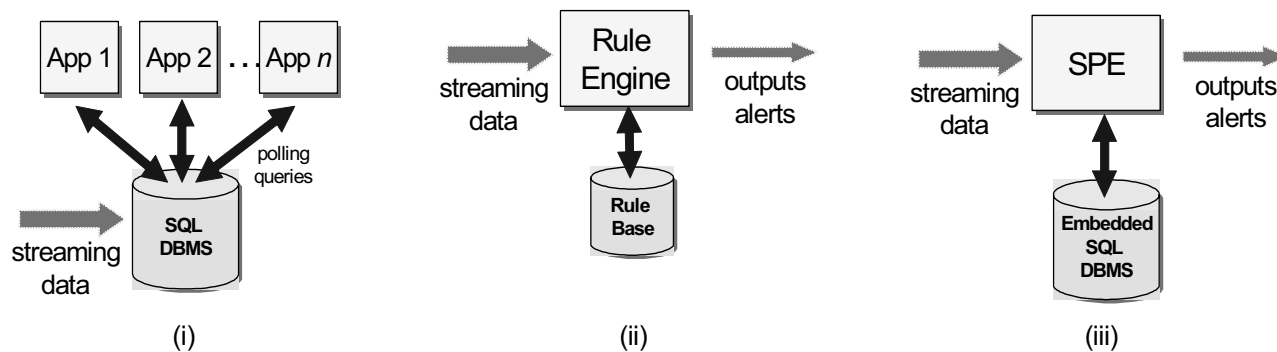 App 1
App 2
. . .
App n
polling
queries
SQL
DBMS
streaming
data
(i)
Rule
Engine
streaming
data
outputs
alerts
Rule
Base
(ii)
SPE
streaming
data
outputs
alerts
Embedded
SQL
DBMS
(iii)